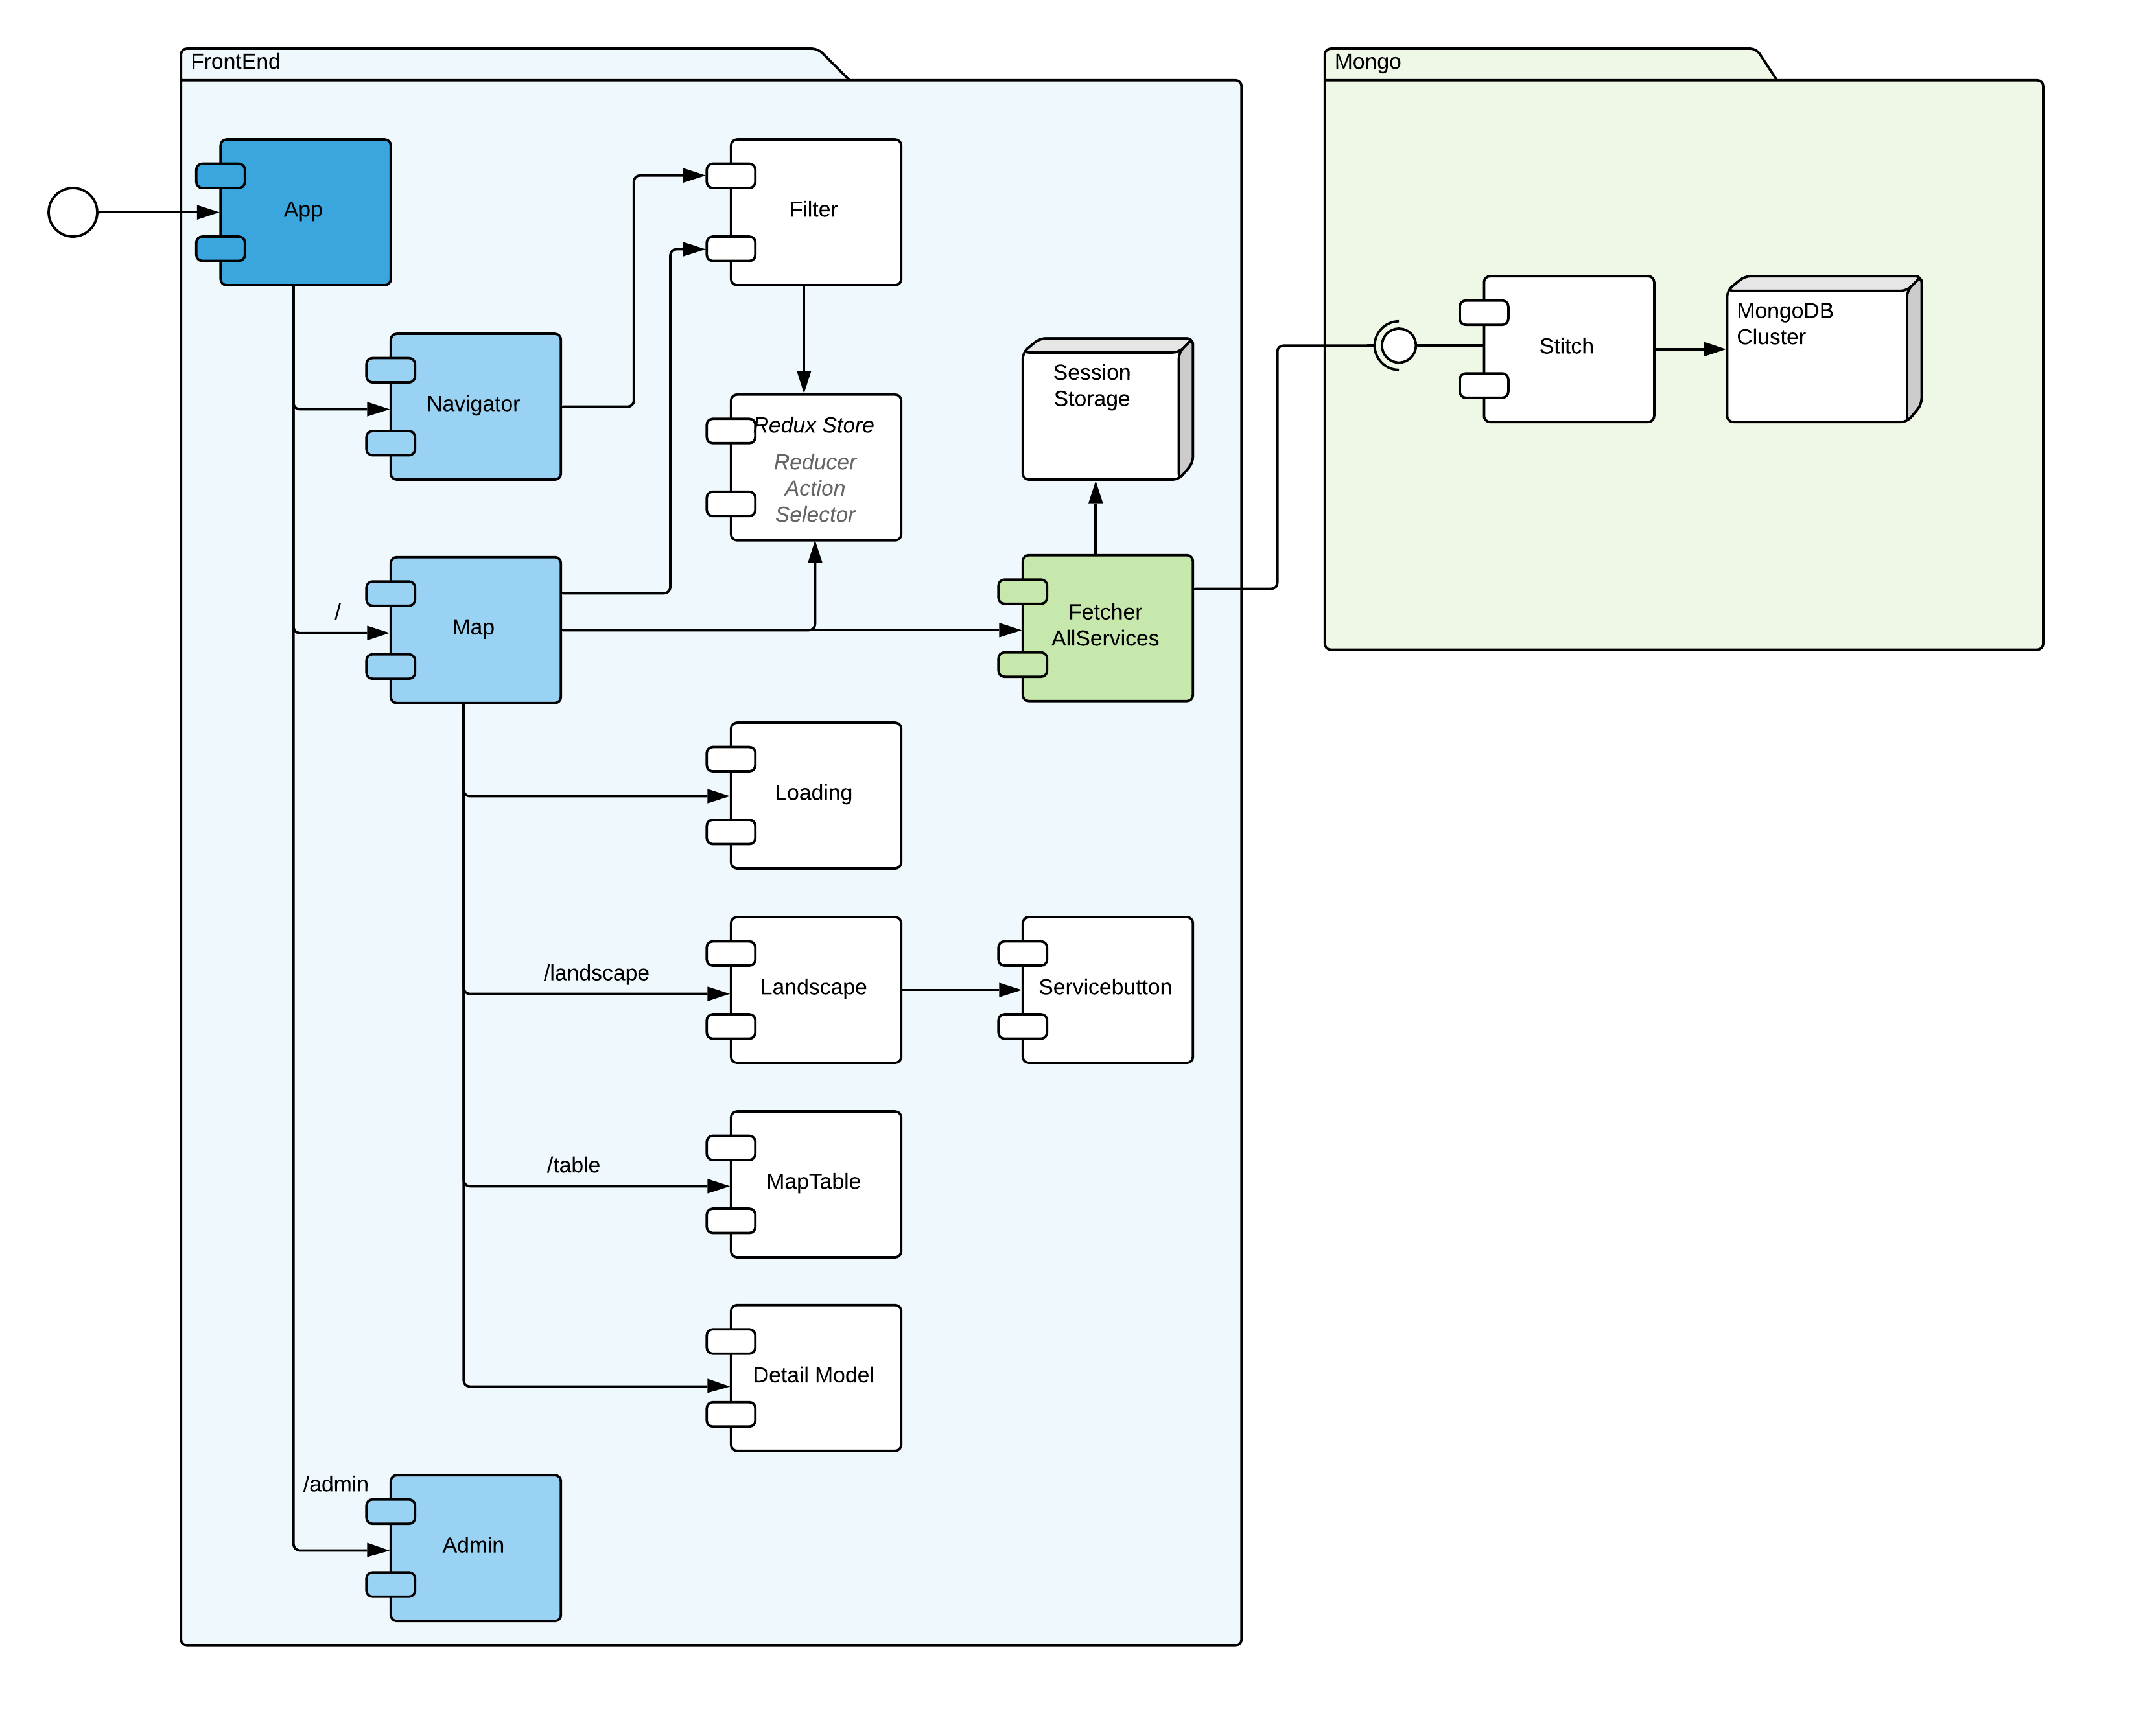 FrontEnd
Mongo
App
Filter
Navigator
Redux Store
Reducer
Action
Selector
Session
Storage
Stitch
MongoDB
Cluster
/
Map
Fetcher
AllServices
Loading
/landscape
Landscape
Servicebutton
/table
MapTable
Detail Model
/admin
Admin